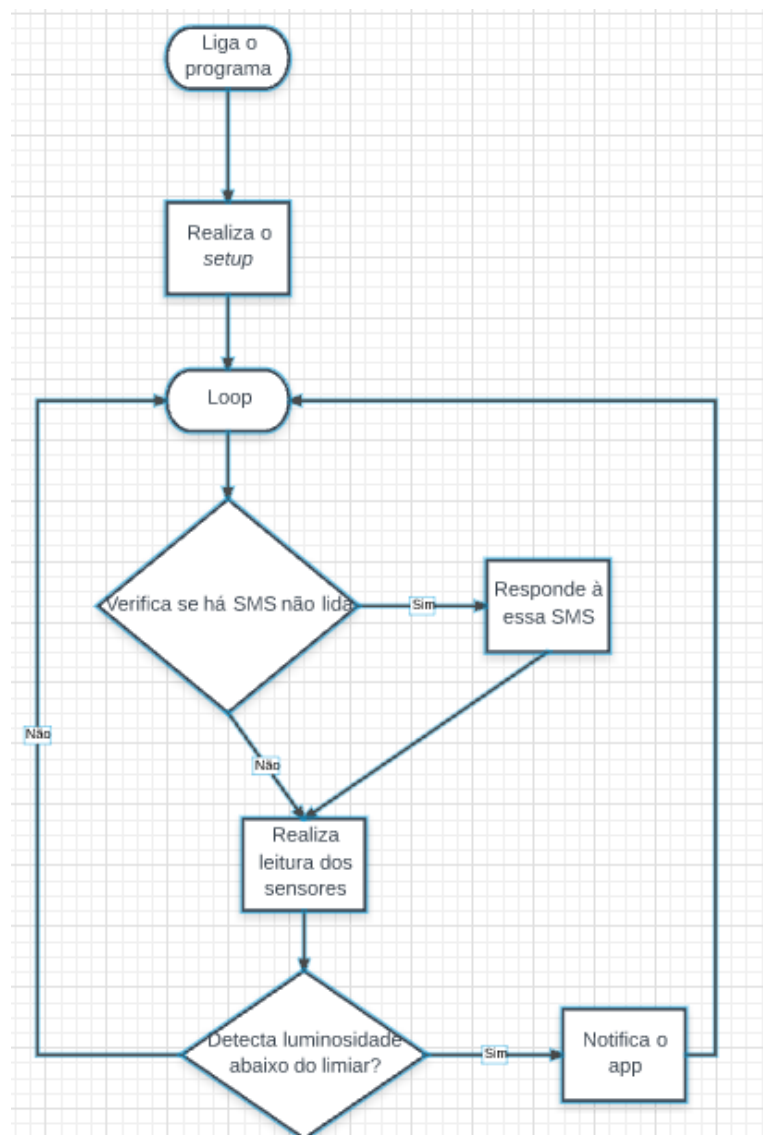 Liga o
programa
Realiza o
setup
Loop
Verifica se há SMS não lida
Sim
Responde à
essa SMS
Não
Não
Realiza
leitura dos
sensores
Detecta luminosidade
abaixo do limiar?
Sim
Notifica o
app